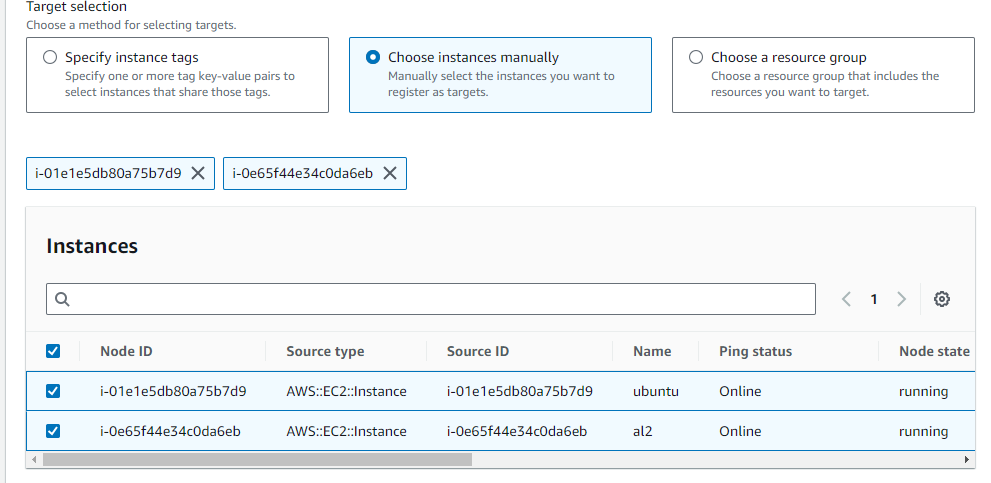 Target selection
Choose a method for selecting targets.
Specify instance tags
Specify one or more tag key-value pairs to
select instances that share those tags.
Choose instances manually
Manually select the instances you want to
register as targets.
Choose a resource group
Choose a resource group that includes the
resources you want to target.
i-01e1e5db80a75b7d9
i-0e65f44e34c0da6eb
Instances
1
Node ID Source type Source ID Name Ping status Node state
i-01e1e5db80a75b7d9 AWS::EC2::Instance i-01e1e5db80a75b7d9 ubuntu Online running
i-0e65f44e34c0da6eb AWS::EC2::Instance i-0e65f44e34c0da6eb al2 Online running